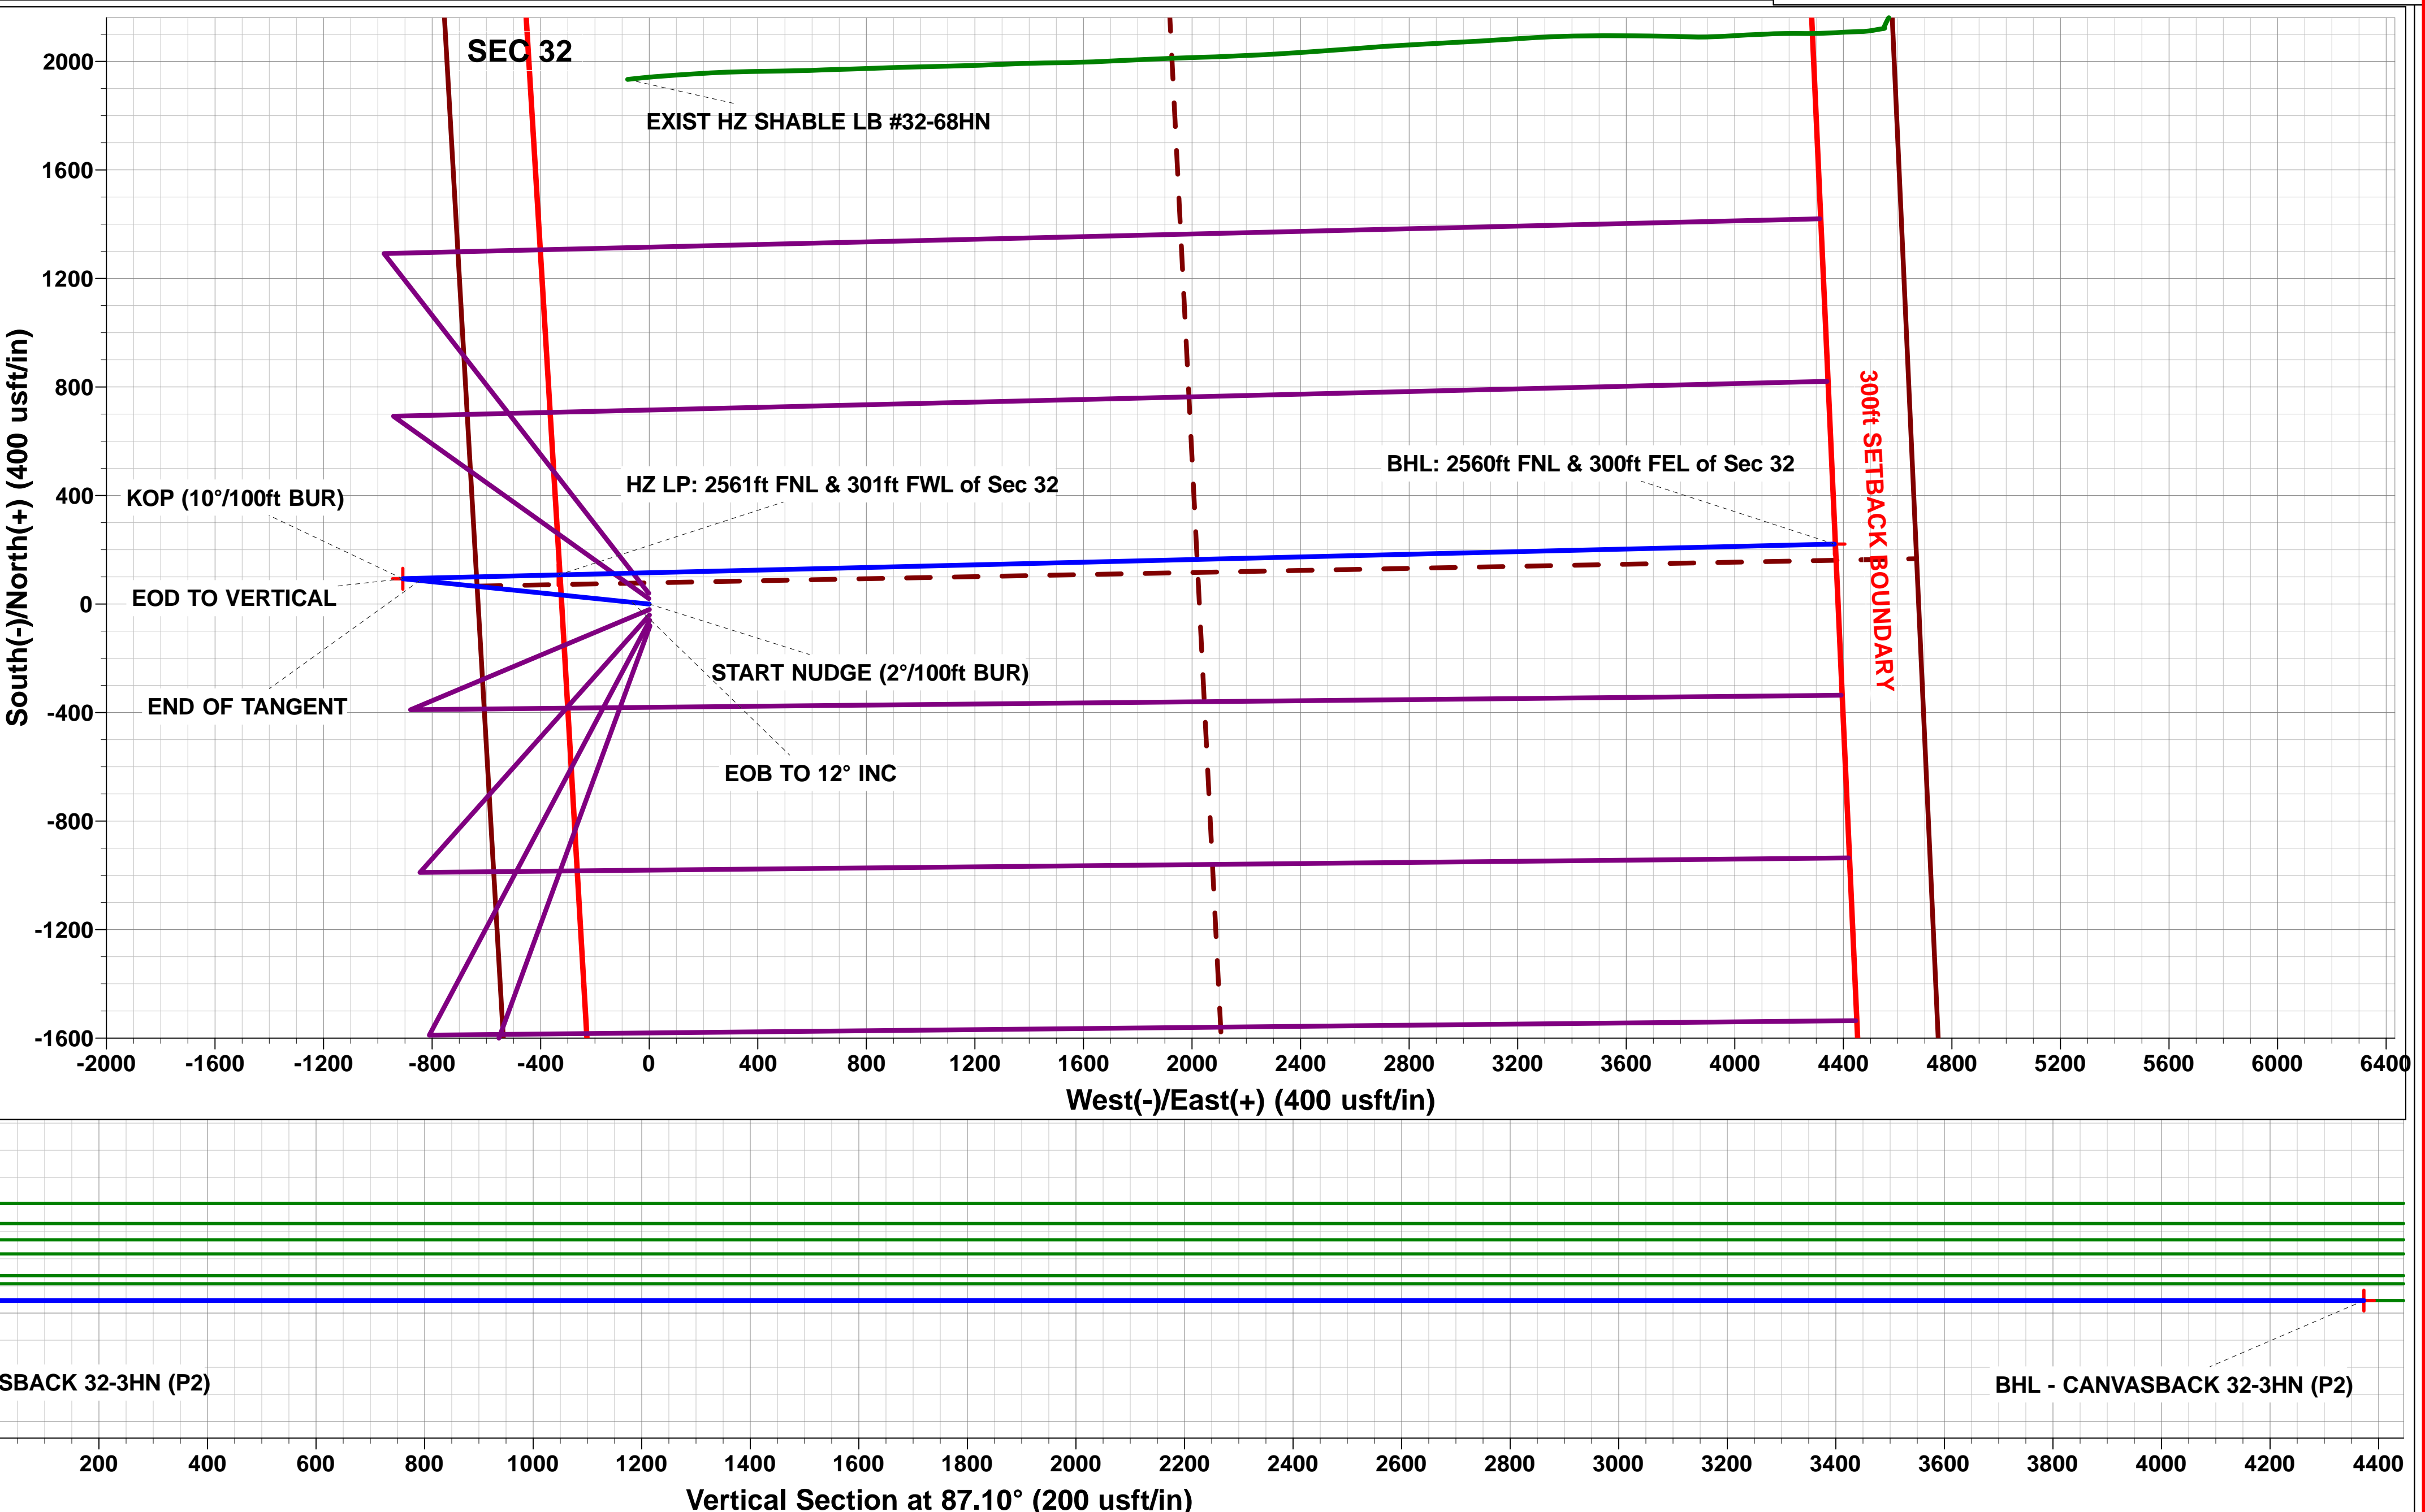 SEC 32
EXIST HZ SHABLE LB #32-68HN
2000
1600
1200
800
400
0
-400
-800
-1200
-1600
South(-)/North(+) (400 usft/in)
BHL: 2560ft FNL & 300ft FEL of Sec 32
HZ LP: 2561ft FNL & 301ft FWL of Sec 32
KOP (10°/100ft BUR)
300ft SETBACK BOUNDARY
EOD TO VERTICAL
START NUDGE (2°/100ft BUR)
END OF TANGENT
EOB TO 12° INC
-2000 -1600 -1200 -800 -400 0 400 800 1200 1600 2000 2400 2800 3200 3600 4000 4400 4800 5200 5600 6000 6400
West(-)/East(+) (400 usft/in)
SBACK 32-3HN (P2)
BHL - CANVASBACK 32-3HN (P2)
200 400 600 800 1000 1200 1400 1600 1800 2000 2200 2400 2600 2800 3000 3200 3400 3600 3800 4000 4200 4400
Vertical Section at 87.10° (200 usft/in)